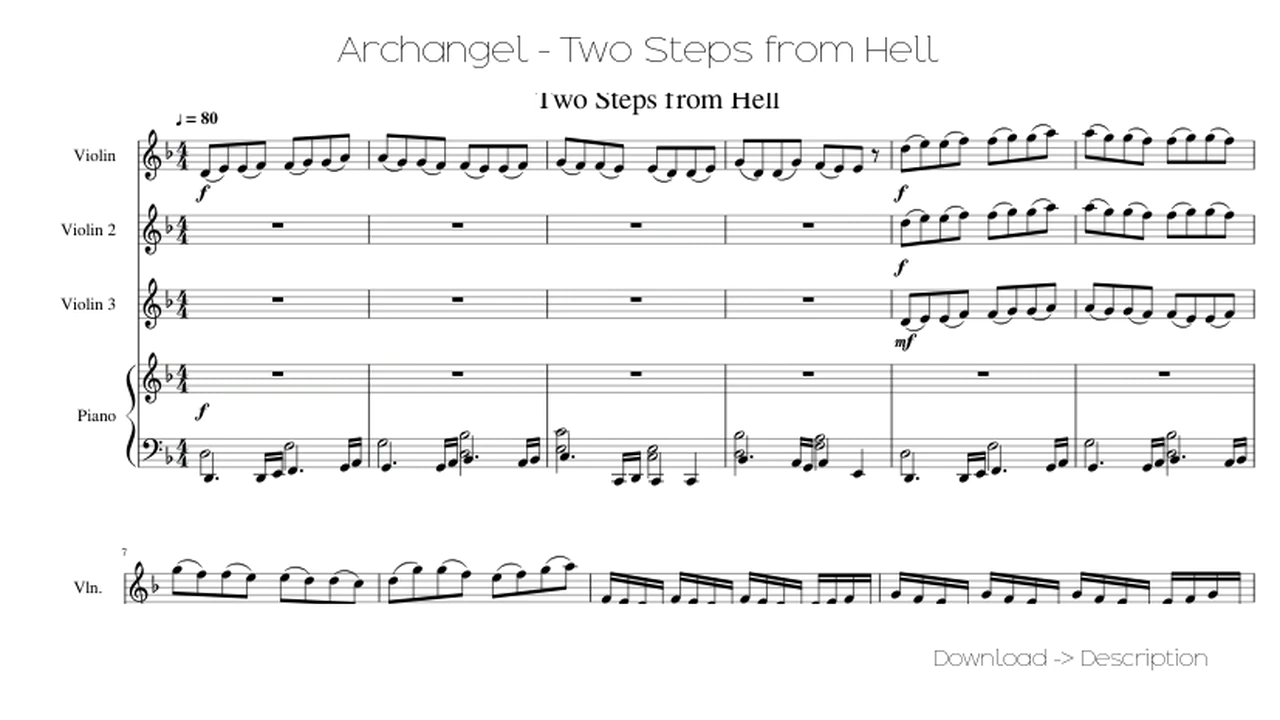 Archangel - Two Steps from Hell
Two Steps from Hell
♩ = 80
Violin
f
f
Violin 2
f
Violin 3
mf
f
Piano
7
Vln.
Download -> Description